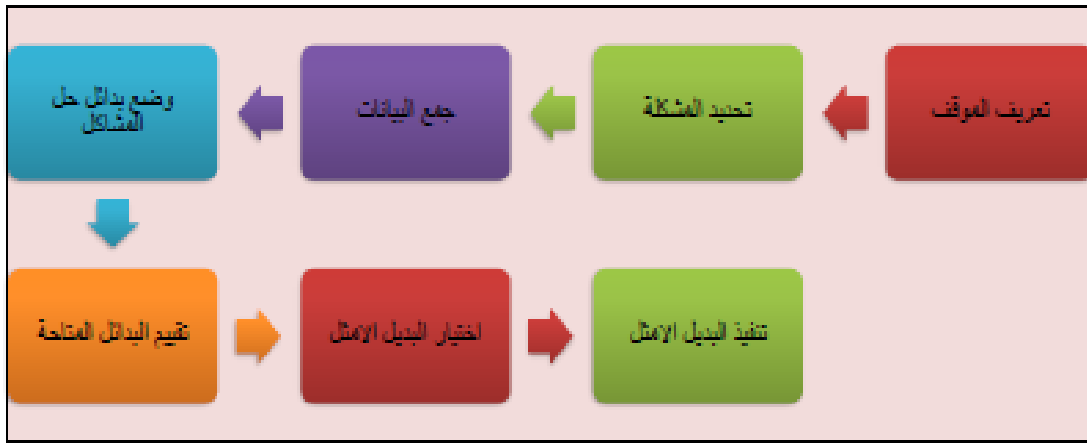 تعريف الموقف
تحديد المشكلة
جمع البيانات
وضع بدائل حل
المشاكل
تقييم البدائل المتاحة
اختيار البديل الامثل
تنفيذ البديل الامثل